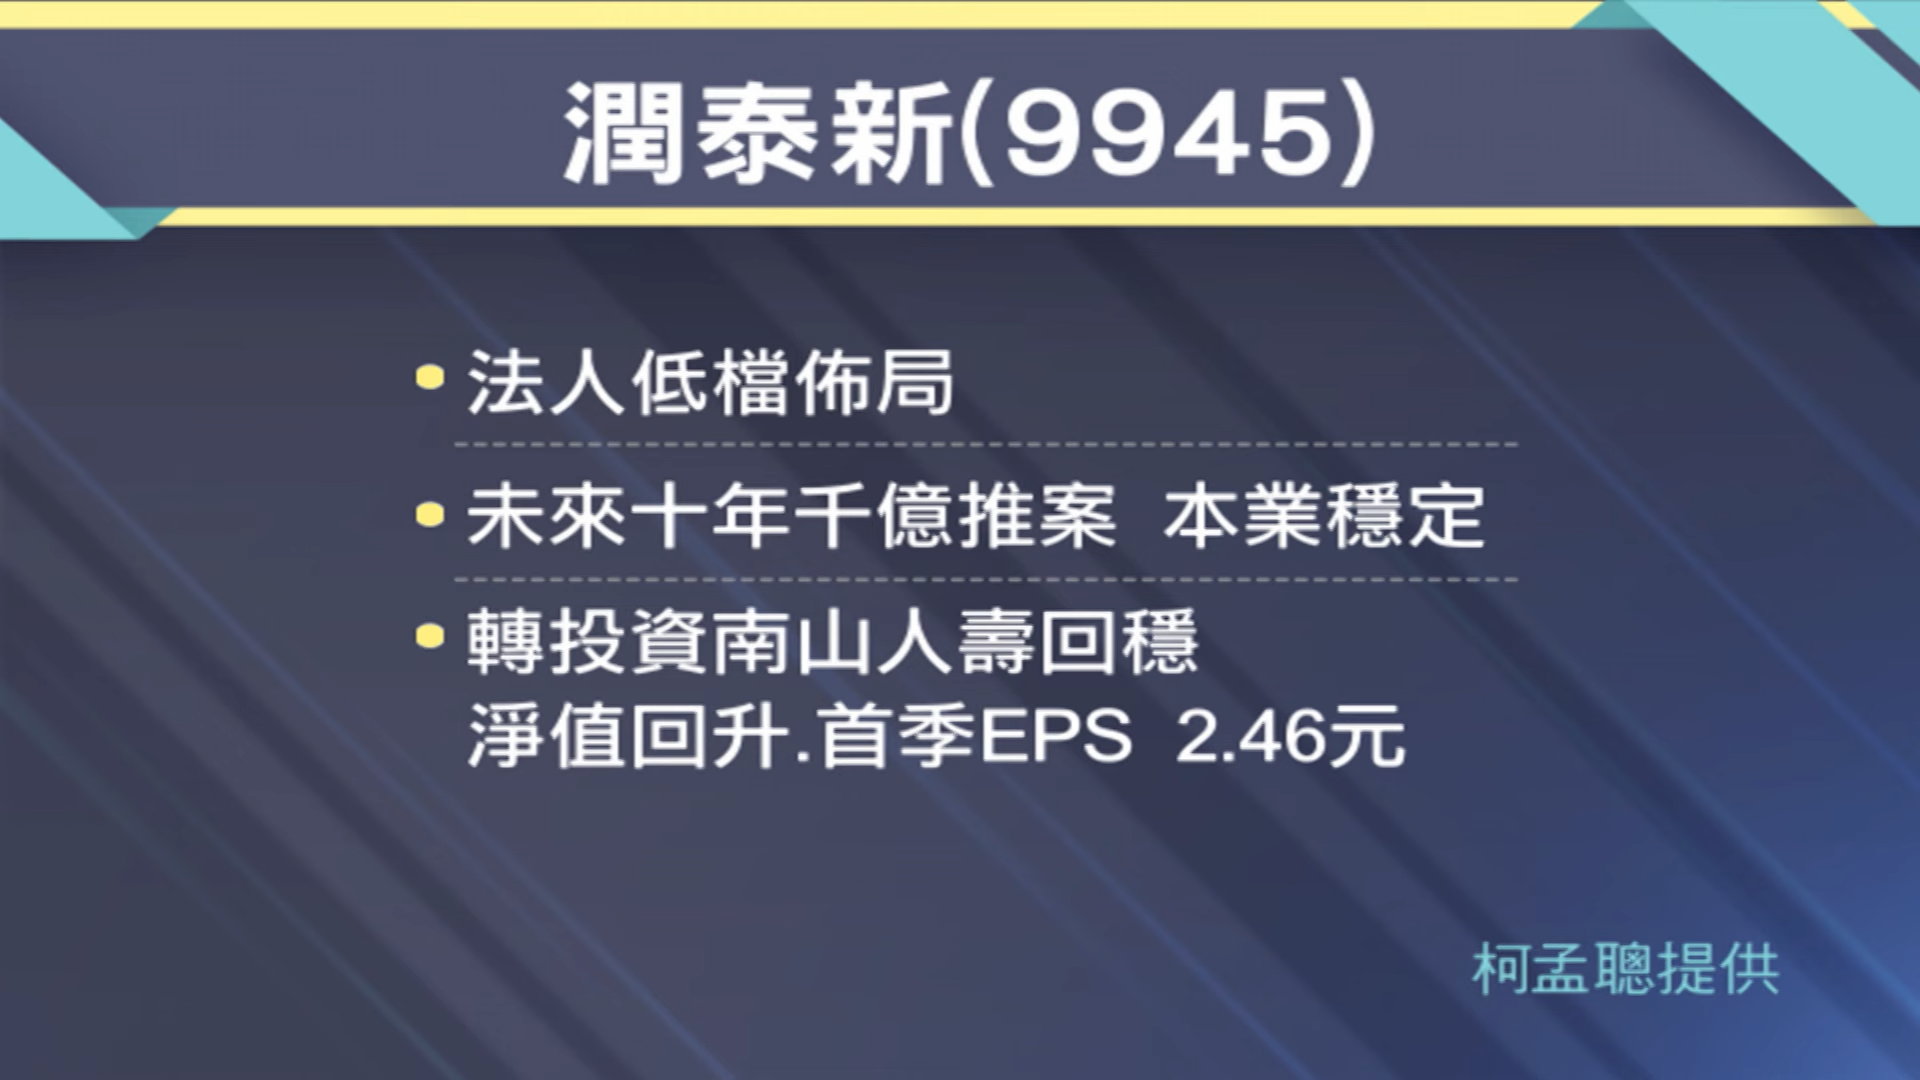 潤泰新(9945)
法人低檔佈局
未來十年千億推案 本業穩定
轉投資南山人壽回穩
淨值回升.首季EPS 2.46元
柯孟聰提供